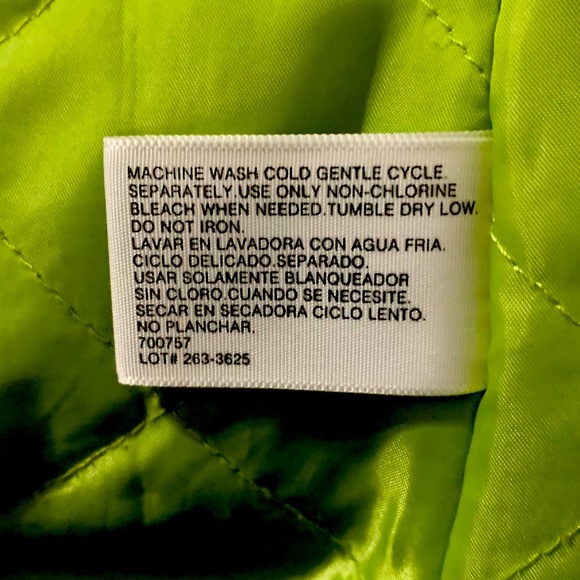 MACHINE WASH COLD GENTLE CYCLE.
SEPARATELY.USE ONLY NON-CHLORINE
BLEACH WHEN NEEDED.TUMBLE DRY LOW.
DO NOT IRON.
LAVAR EN LAVADORA CON AGUA FRIA.
CICLO DELICADO.SEPARADO.
USAR SOLAMENTE BLANQUEADOR
SIN CLORO.CUANDO SE NECESITE.
SECAR EN SECADORA CICLO LENTO.
NO PLANCHAR.
700757
LOT# 263-3625